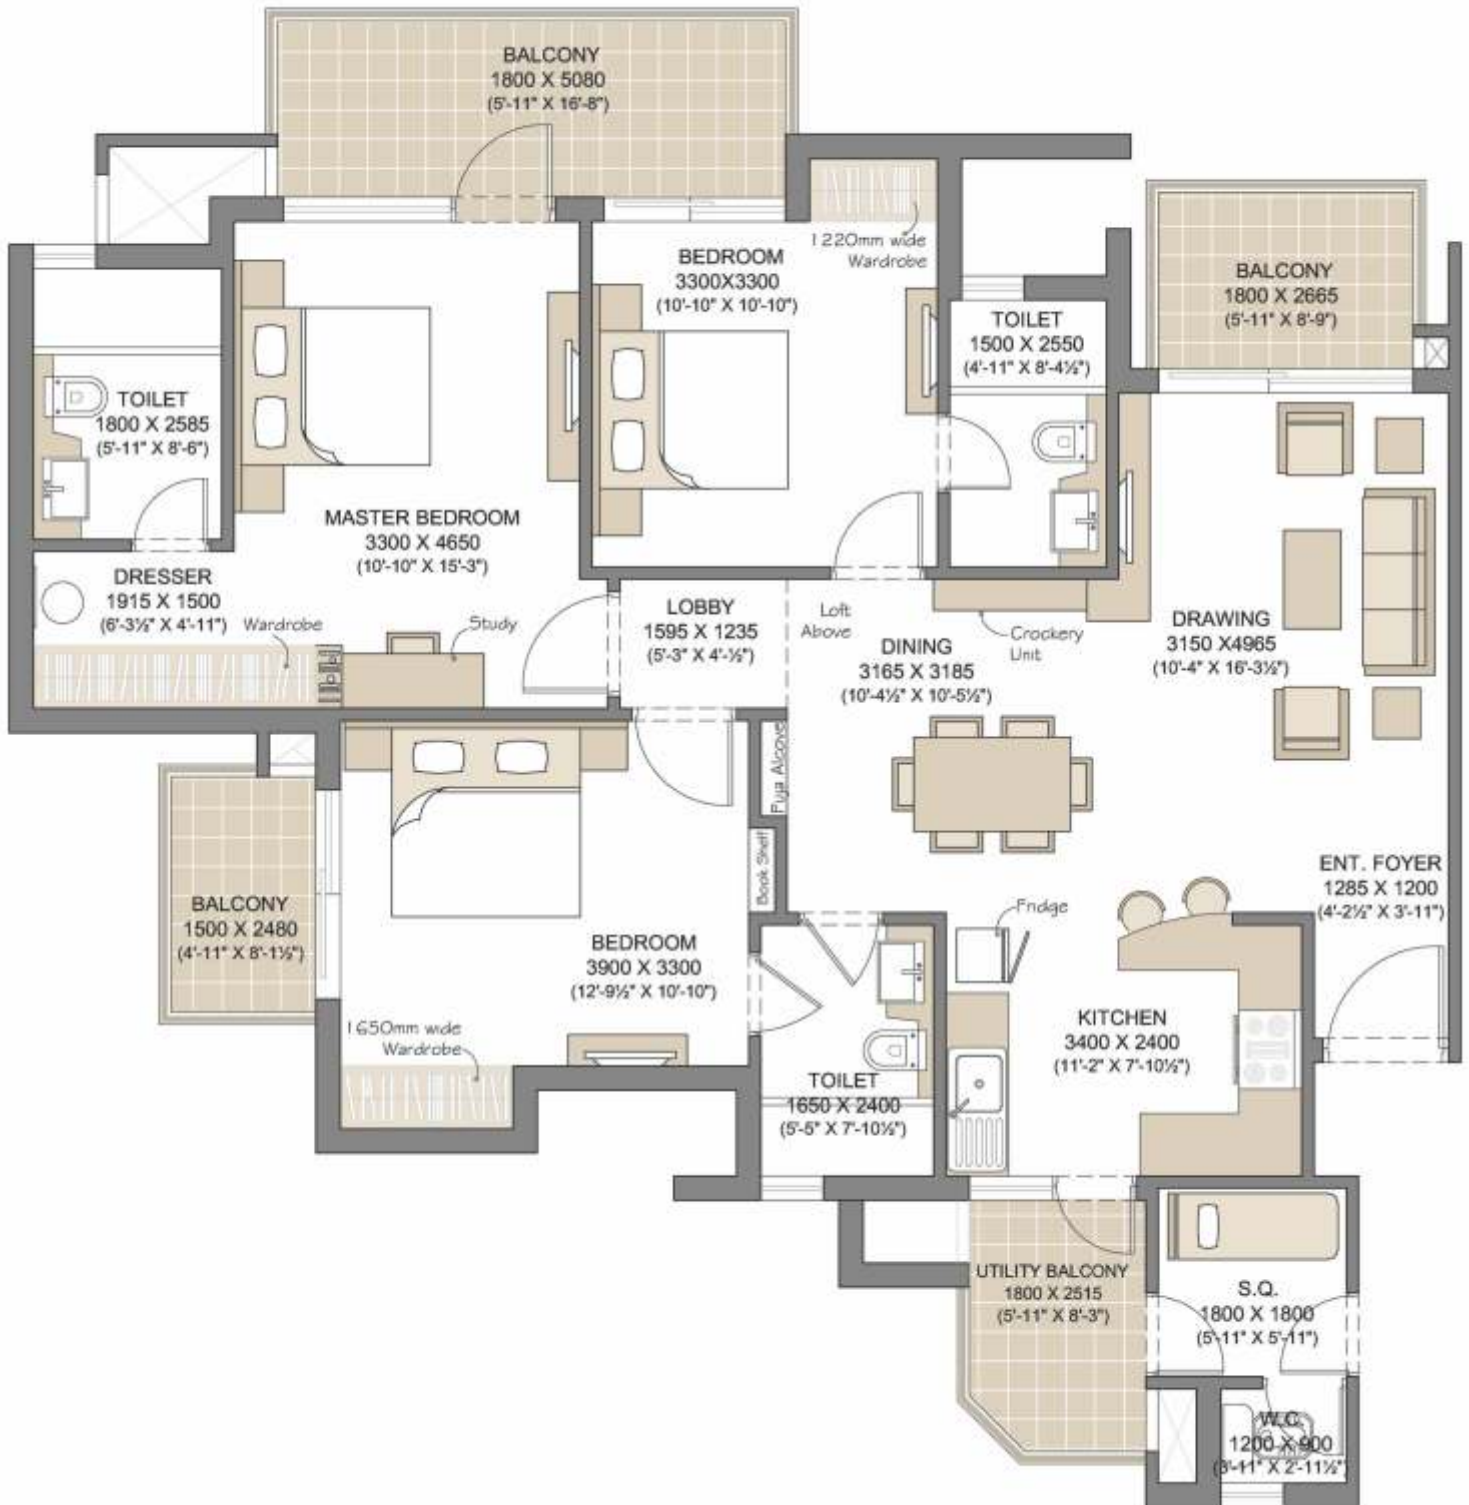 BALCONY
1800 X 5080
(5'-11" X 16'-8")
1220mm wide
Wardrobe
BEDROOM
3300X3300
(10'-10" X 10'-10")
BALCONY
1800 X 2665
(5'-11" X 8'-9")
TOILET
1500 X 2550
(4'-11" X 8'-4½")
TOILET
1800 X 2585
(5'-11" X 8'-6")
MASTER BEDROOM
3300 X 4650
(10'-10" X 15'-3")
DRESSER
1915 X 1500
(6'-3½" X 4'-11")
Wardrobe
Study
LOBBY
1595 X 1235
(5'-3" X 4'-½")
Loft
Above
Crockery
Unit
DINING
3165 X 3185
(10'-4½" X 10'-5½")
DRAWING
3150 X4965
(10'-4" X 16'-3½")
Puja Alcove
Book Shelf
ENT. FOYER
1285 X 1200
(4'-2½" X 3'-11")
BALCONY
1500 X 2480
(4'-11" X 8'-1½")
BEDROOM
3900 X 3300
(12'-9½" X 10'-10")
Fridge
1650mm wide
Wardrobe
KITCHEN
3400 X 2400
(11'-2" X 7'-10½")
TOILET
1650 X 2400
(5'-5" X 7'-10½")
UTILITY BALCONY
1800 X 2515
(5'-11" X 8'-3")
S.Q.
1800 X 1800
(5'-11" X 5'-11")
W.C.
1200 X 900
(3'-11" X 2'-11½")